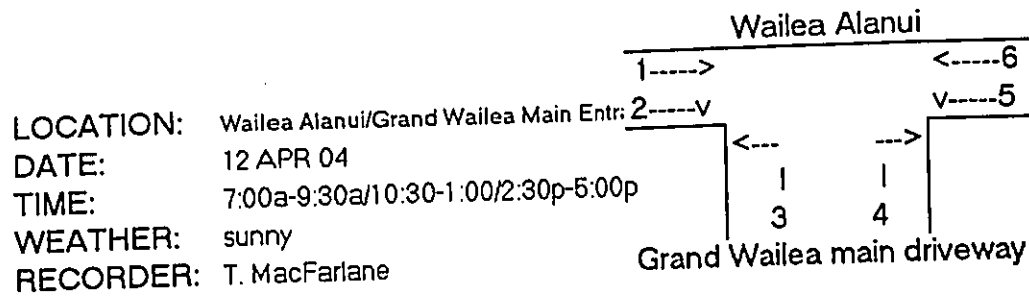 Wailea Alanui
1----->
<-----6
2-----v
v-----5
<---
--->
|
|
3
4
Grand Wailea main driveway
LOCATION: Wailea Alanui/Grand Wailea Main Entr:
DATE: 12 APR 04
TIME: 7:00a-9:30a/10:30-1:00/2:30p-5:00p
WEATHER: sunny
RECORDER: T. MacFarlane